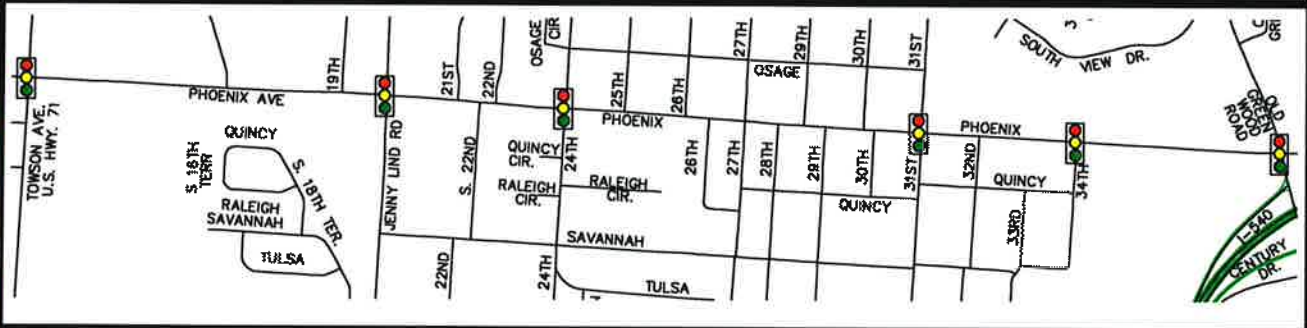 TOWSON AVE.
U.S. HWY. 71
PHOENIX AVE
19TH
JENNY LIND RD
21ST
22ND
OSAGE
CIR
24TH
25TH
26TH
27TH
29TH
30TH
31ST
OSAGE
SOUTH VIEW DR.
PHOENIX
PHOENIX
OLD
GREEN
WOOD
ROAD
QUINCY
S. 18TH
TERR
S. 18TH TER.
RALEIGH
SAVANNAH
TULSA
S. 22ND
22ND
QUINCY
CIR.
RALEIGH
CIR.
RALEIGH
CIR.
24TH
SAVANNAH
TULSA
26TH
27TH
28TH
29TH
30TH
31ST
QUINCY
32ND
QUINCY
33RD
34TH
I-540
CENTURY
DR.